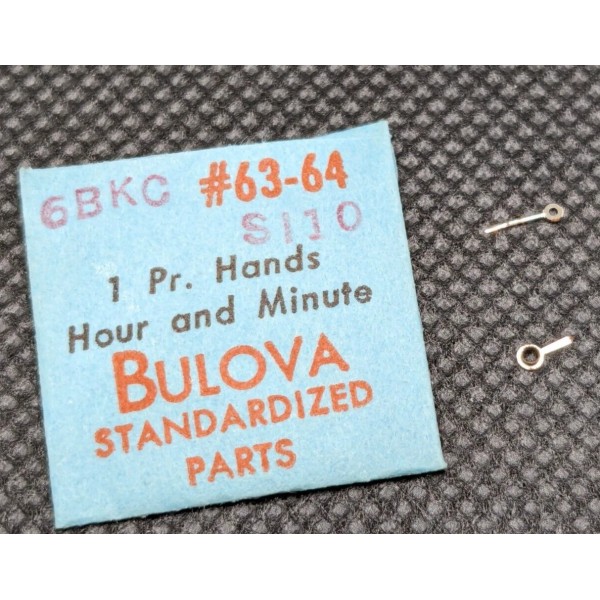 6BKC #63-64
S110
1 Pr. Hands
Hour and Minute
BULOVA
STANDARDIZED
PARTS